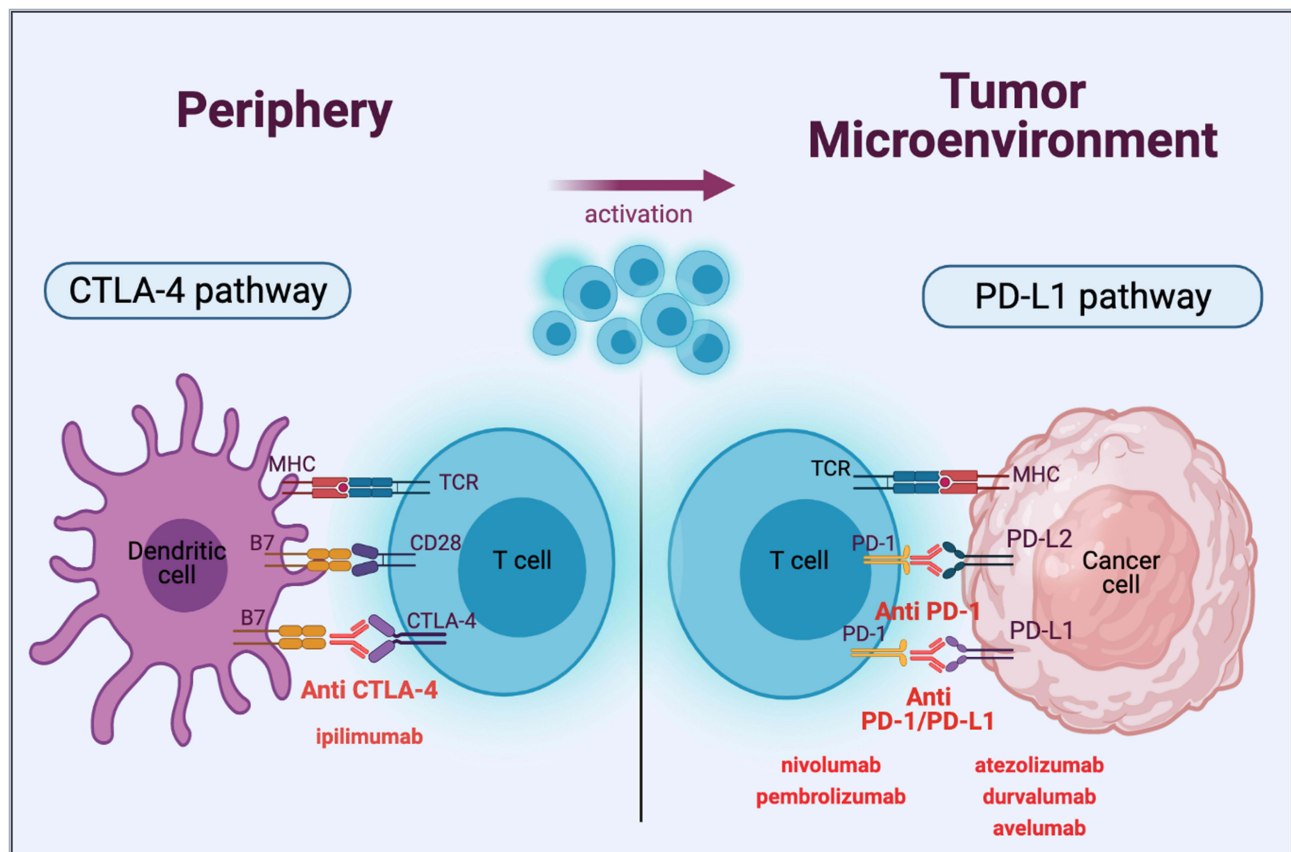 Periphery
Tumor
Microenvironment
activation
CTLA-4 pathway
PD-L1 pathway
MHC
TCR
B7
CD28
Dendritic
cell
T cell
B7
CTLA-4
Anti CTLA-4
ipilimumab
TCR
MHC
PD-1
PD-L2
T cell
Cancer
cell
Anti PD-1
PD-1
PD-L1
Anti
PD-1/PD-L1
nivolumab
pembrolizumab
atezolizumab
durvalumab
avelumab